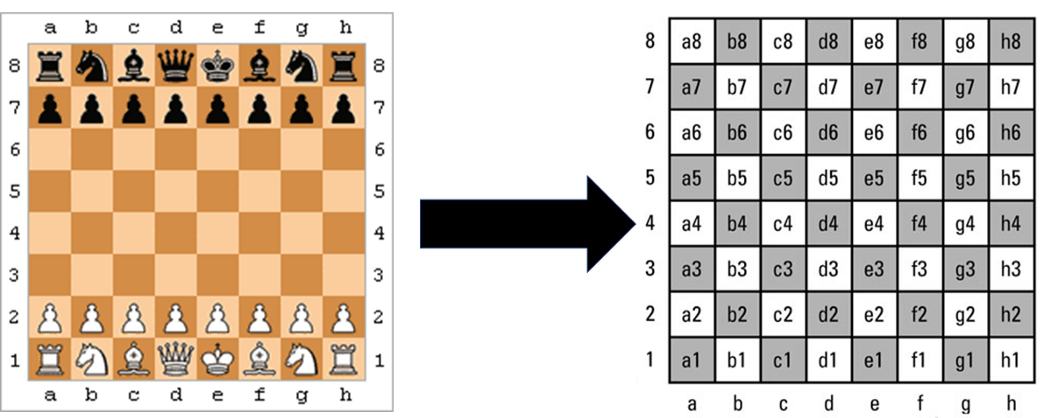 a b c d e f g h
8 8
7 7
6 6
5 5
4 4
3 3
2 2
1 1
a b c d e f g h
8 a8 b8 c8 d8 e8 f8 g8 h8
7 a7 b7 c7 d7 e7 f7 g7 h7
6 a6 b6 c6 d6 e6 f6 g6 h6
5 a5 b5 c5 d5 e5 f5 g5 h5
4 a4 b4 c4 d4 e4 f4 g4 h4
3 a3 b3 c3 d3 e3 f3 g3 h3
2 a2 b2 c2 d2 e2 f2 g2 h2
1 a1 b1 c1 d1 e1 f1 g1 h1
a b c d e f g h